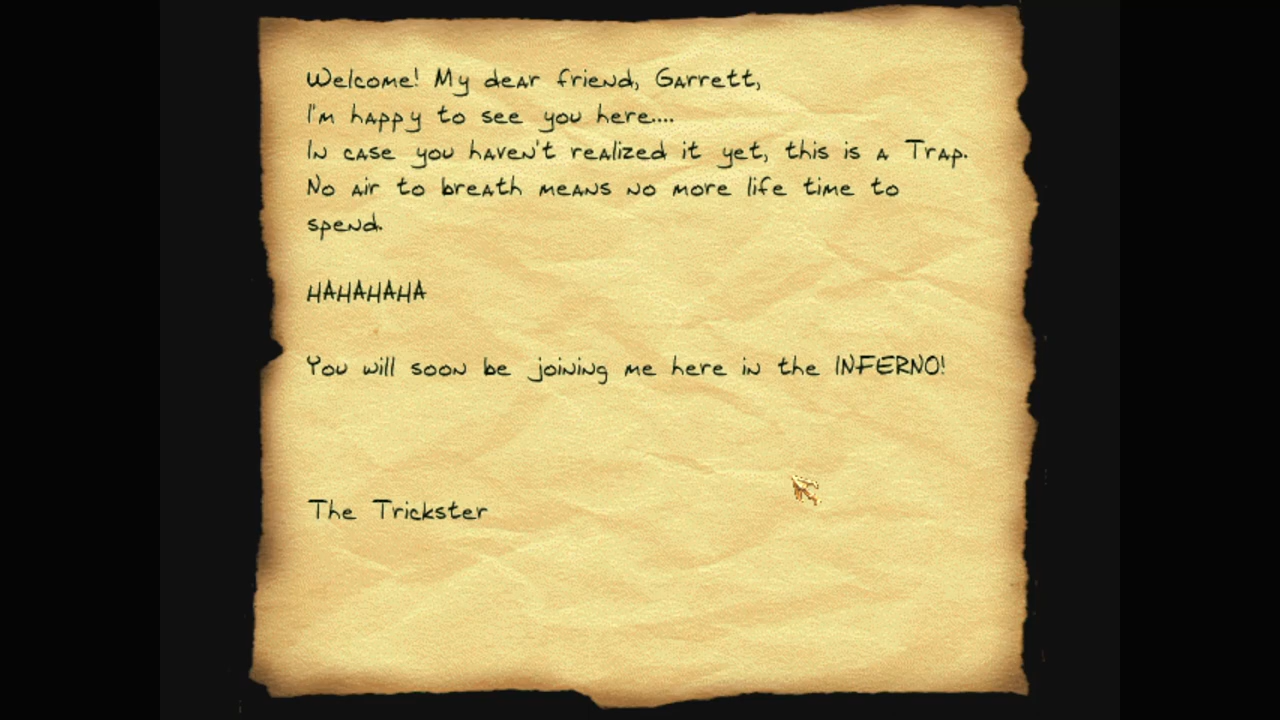 Welcome! My dear friend, Garrett,
I'm happy to see you here....
In case you haven't realized it yet, this is a Trap.
No air to breath means no more life time to
spend.
HAHAHAHA
You will soon be joining me here in the INFERNO!
The Trickster